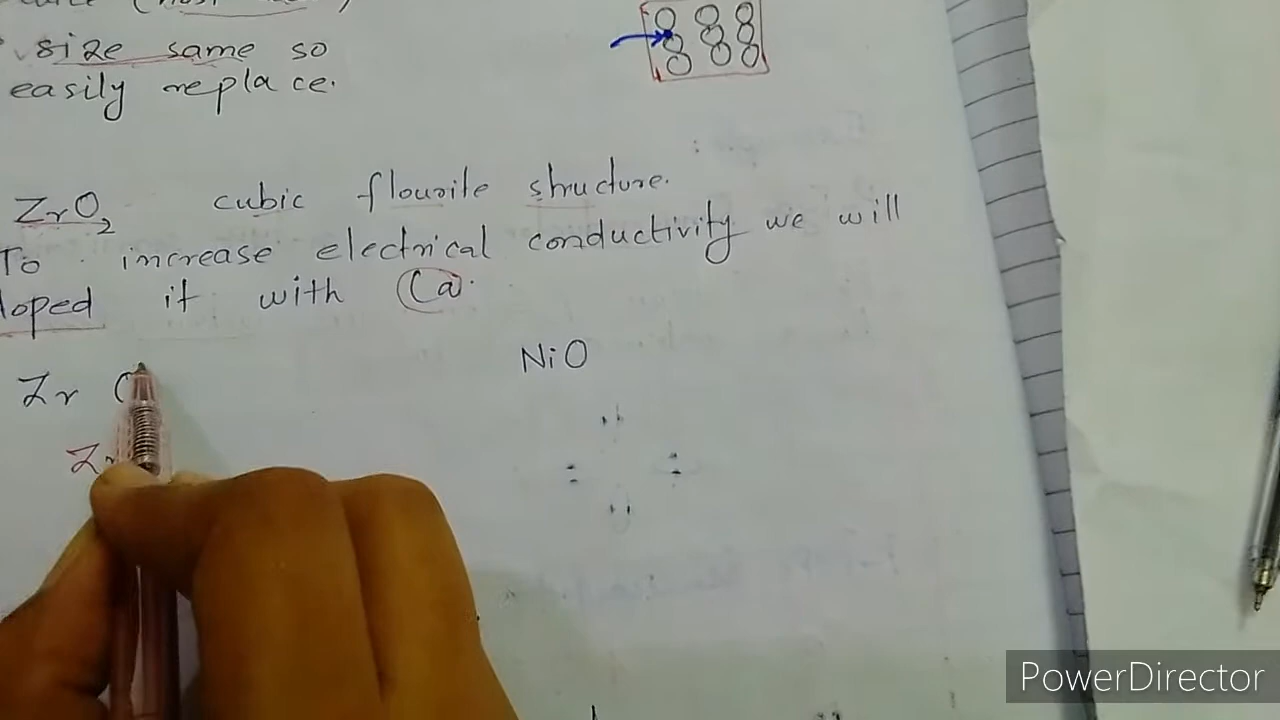 size same so
easily replace.
ZrO2 cubic flourite structure.
To increase electrical conductivity we will
doped it with Ca.
Zr
NiO
Zr
PowerDirector